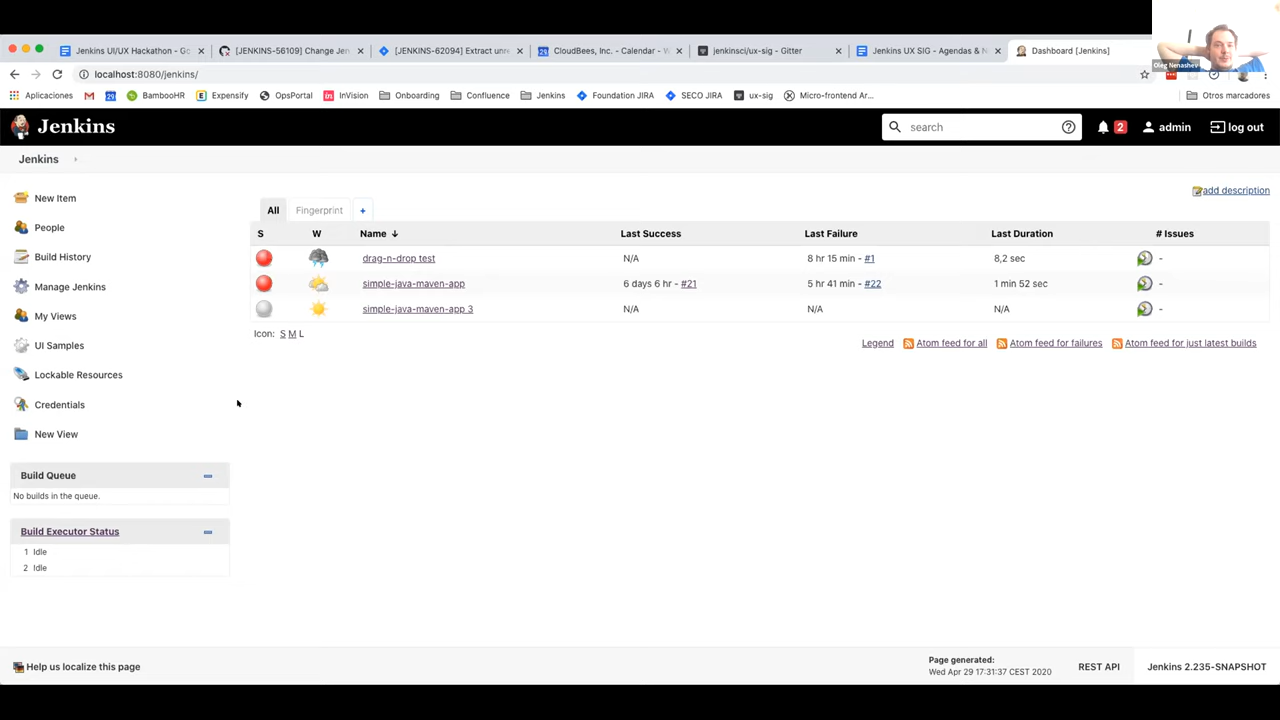 Jenkins UI/UX Hackathon - Go
[JENKINS-56109] Change Jen
[JENKINS-62094] Extract unre
CloudBees, Inc. - Calendar - W
jenkinsci/ux-sig - Gitter
Jenkins UX SIG - Agendas & N
Dashboard [Jenkins]
Oleg Nenashev
localhost:8080/jenkins/
Aplicaciones
BambooHR
Expensify
OpsPortal
InVision
Onboarding
Confluence
Jenkins
Foundation JIRA
SECO JIRA
ux-sig
Micro-frontend Ar...
Otros marcadores
Jenkins
search
2
admin
log out
Jenkins
add description
New Item
People
Build History
Manage Jenkins
My Views
UI Samples
Lockable Resources
Credentials
New View
All Fingerprint +
S W Name ↓ Last Success Last Failure Last Duration # Issues
drag-n-drop test N/A 8 hr 15 min - #1 8,2 sec -
simple-java-maven-app 6 days 6 hr - #21 5 hr 41 min - #22 1 min 52 sec -
simple-java-maven-app 3 N/A N/A N/A -
Icon: S M L
Legend Atom feed for all Atom feed for failures Atom feed for just latest builds
Build Queue
No builds in the queue.
Build Executor Status
1 Idle
2 Idle
Help us localize this page
Page generated:
Wed Apr 29 17:31:37 CEST 2020
REST API
Jenkins 2.235-SNAPSHOT